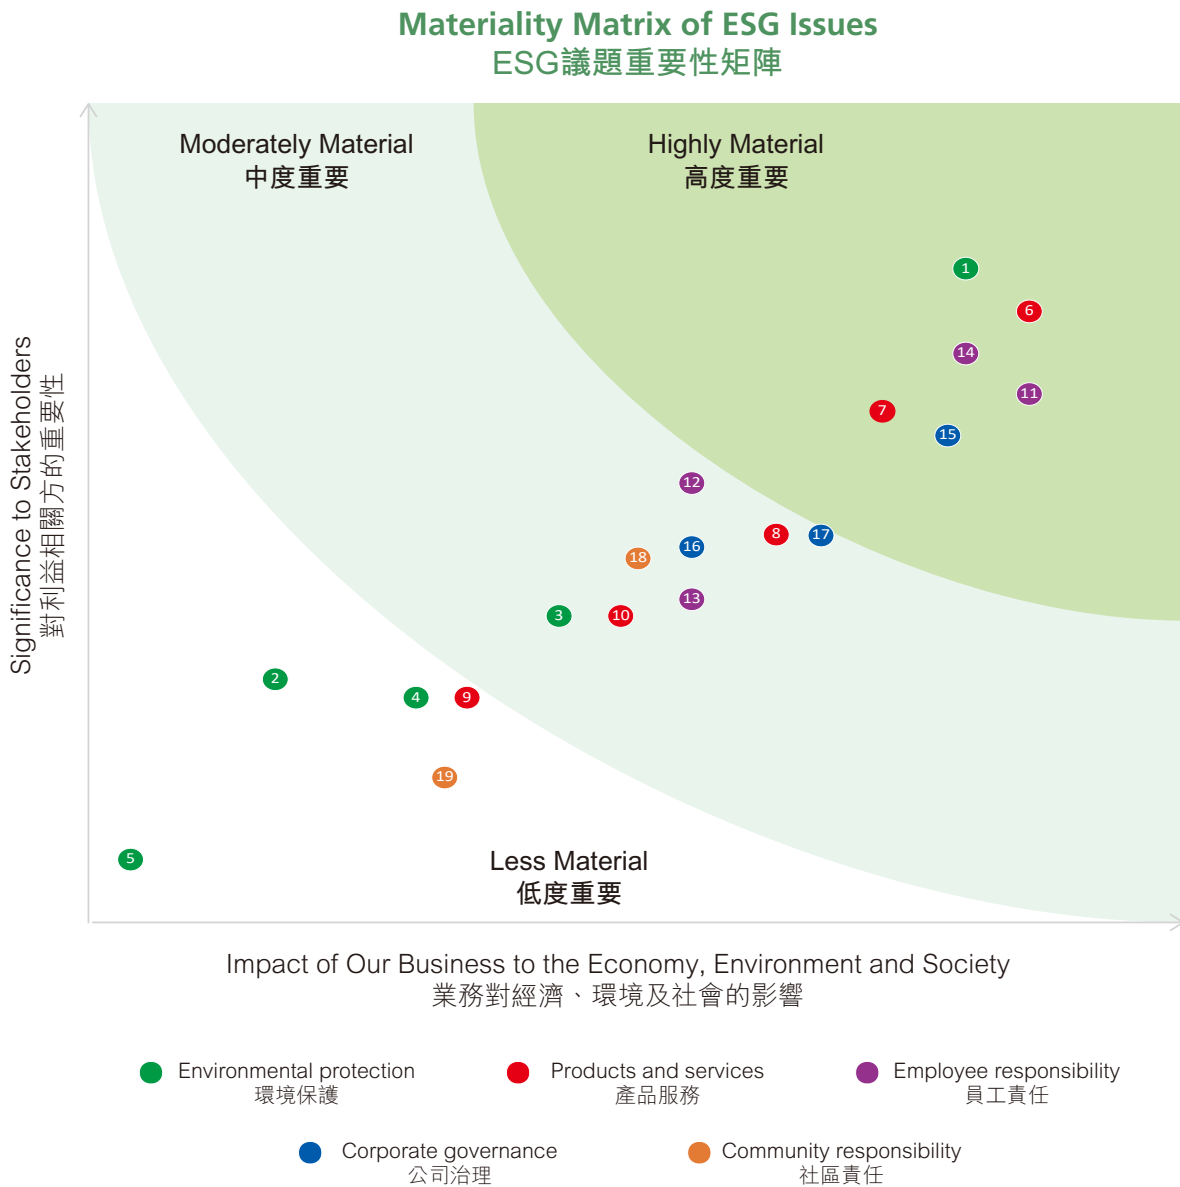 Materiality Matrix of ESG Issues
ESG議題重要性矩陣
Moderately Material
中度重要
Highly Material
高度重要
Significance to Stakeholders
對利益相關方的重要性
1
6
14
11
7
15
12
8
17
16
18
13
3
10
2
4
9
19
5
Less Material
低度重要
Impact of Our Business to the Economy, Environment and Society
業務對經濟、環境及社會的影響
Environmental protection
環境保護
Products and services
產品服務
Employee responsibility
員工責任
Corporate governance
公司治理
Community responsibility
社區責任